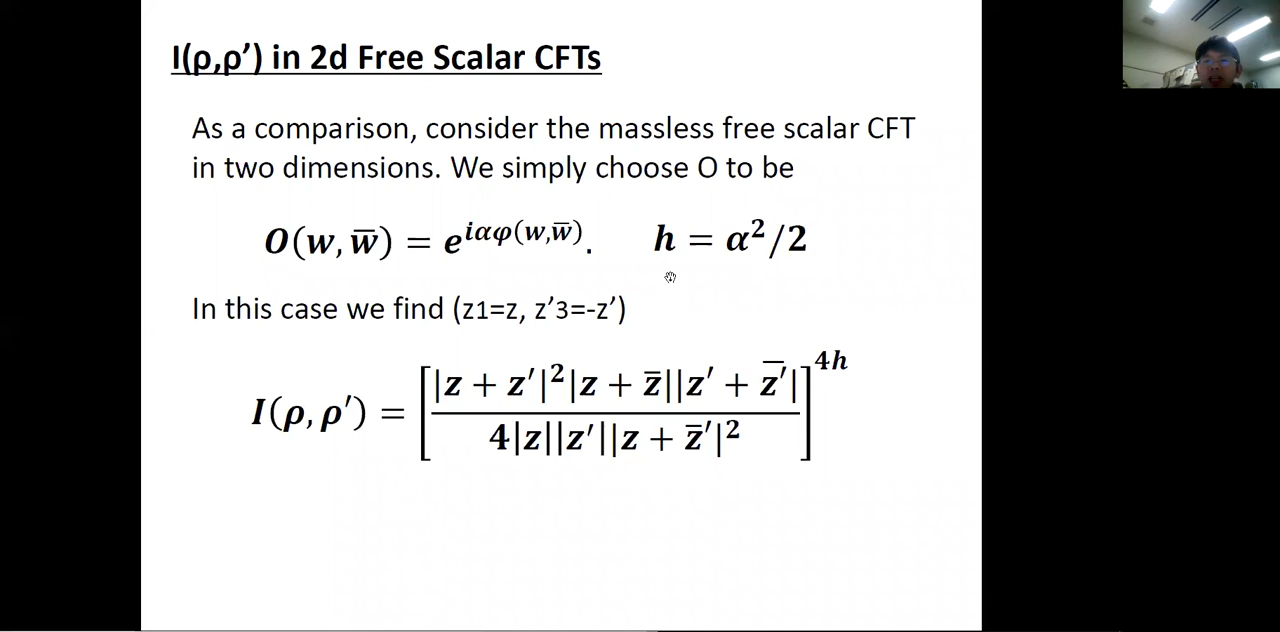 I(ρ,ρ’) in 2d Free Scalar CFTs
As a comparison, consider the massless free scalar CFT
in two dimensions. We simply choose O to be
O(w, w̅) = e^{iαφ(w,w̅)}. h = α²/2
In this case we find (z1=z, z’3=-z’)
I(ρ, ρ′) = [|z + z′|²|z + z̅||z′ + z̅′| / 4|z||z′||z + z̅′|²]^{4h}